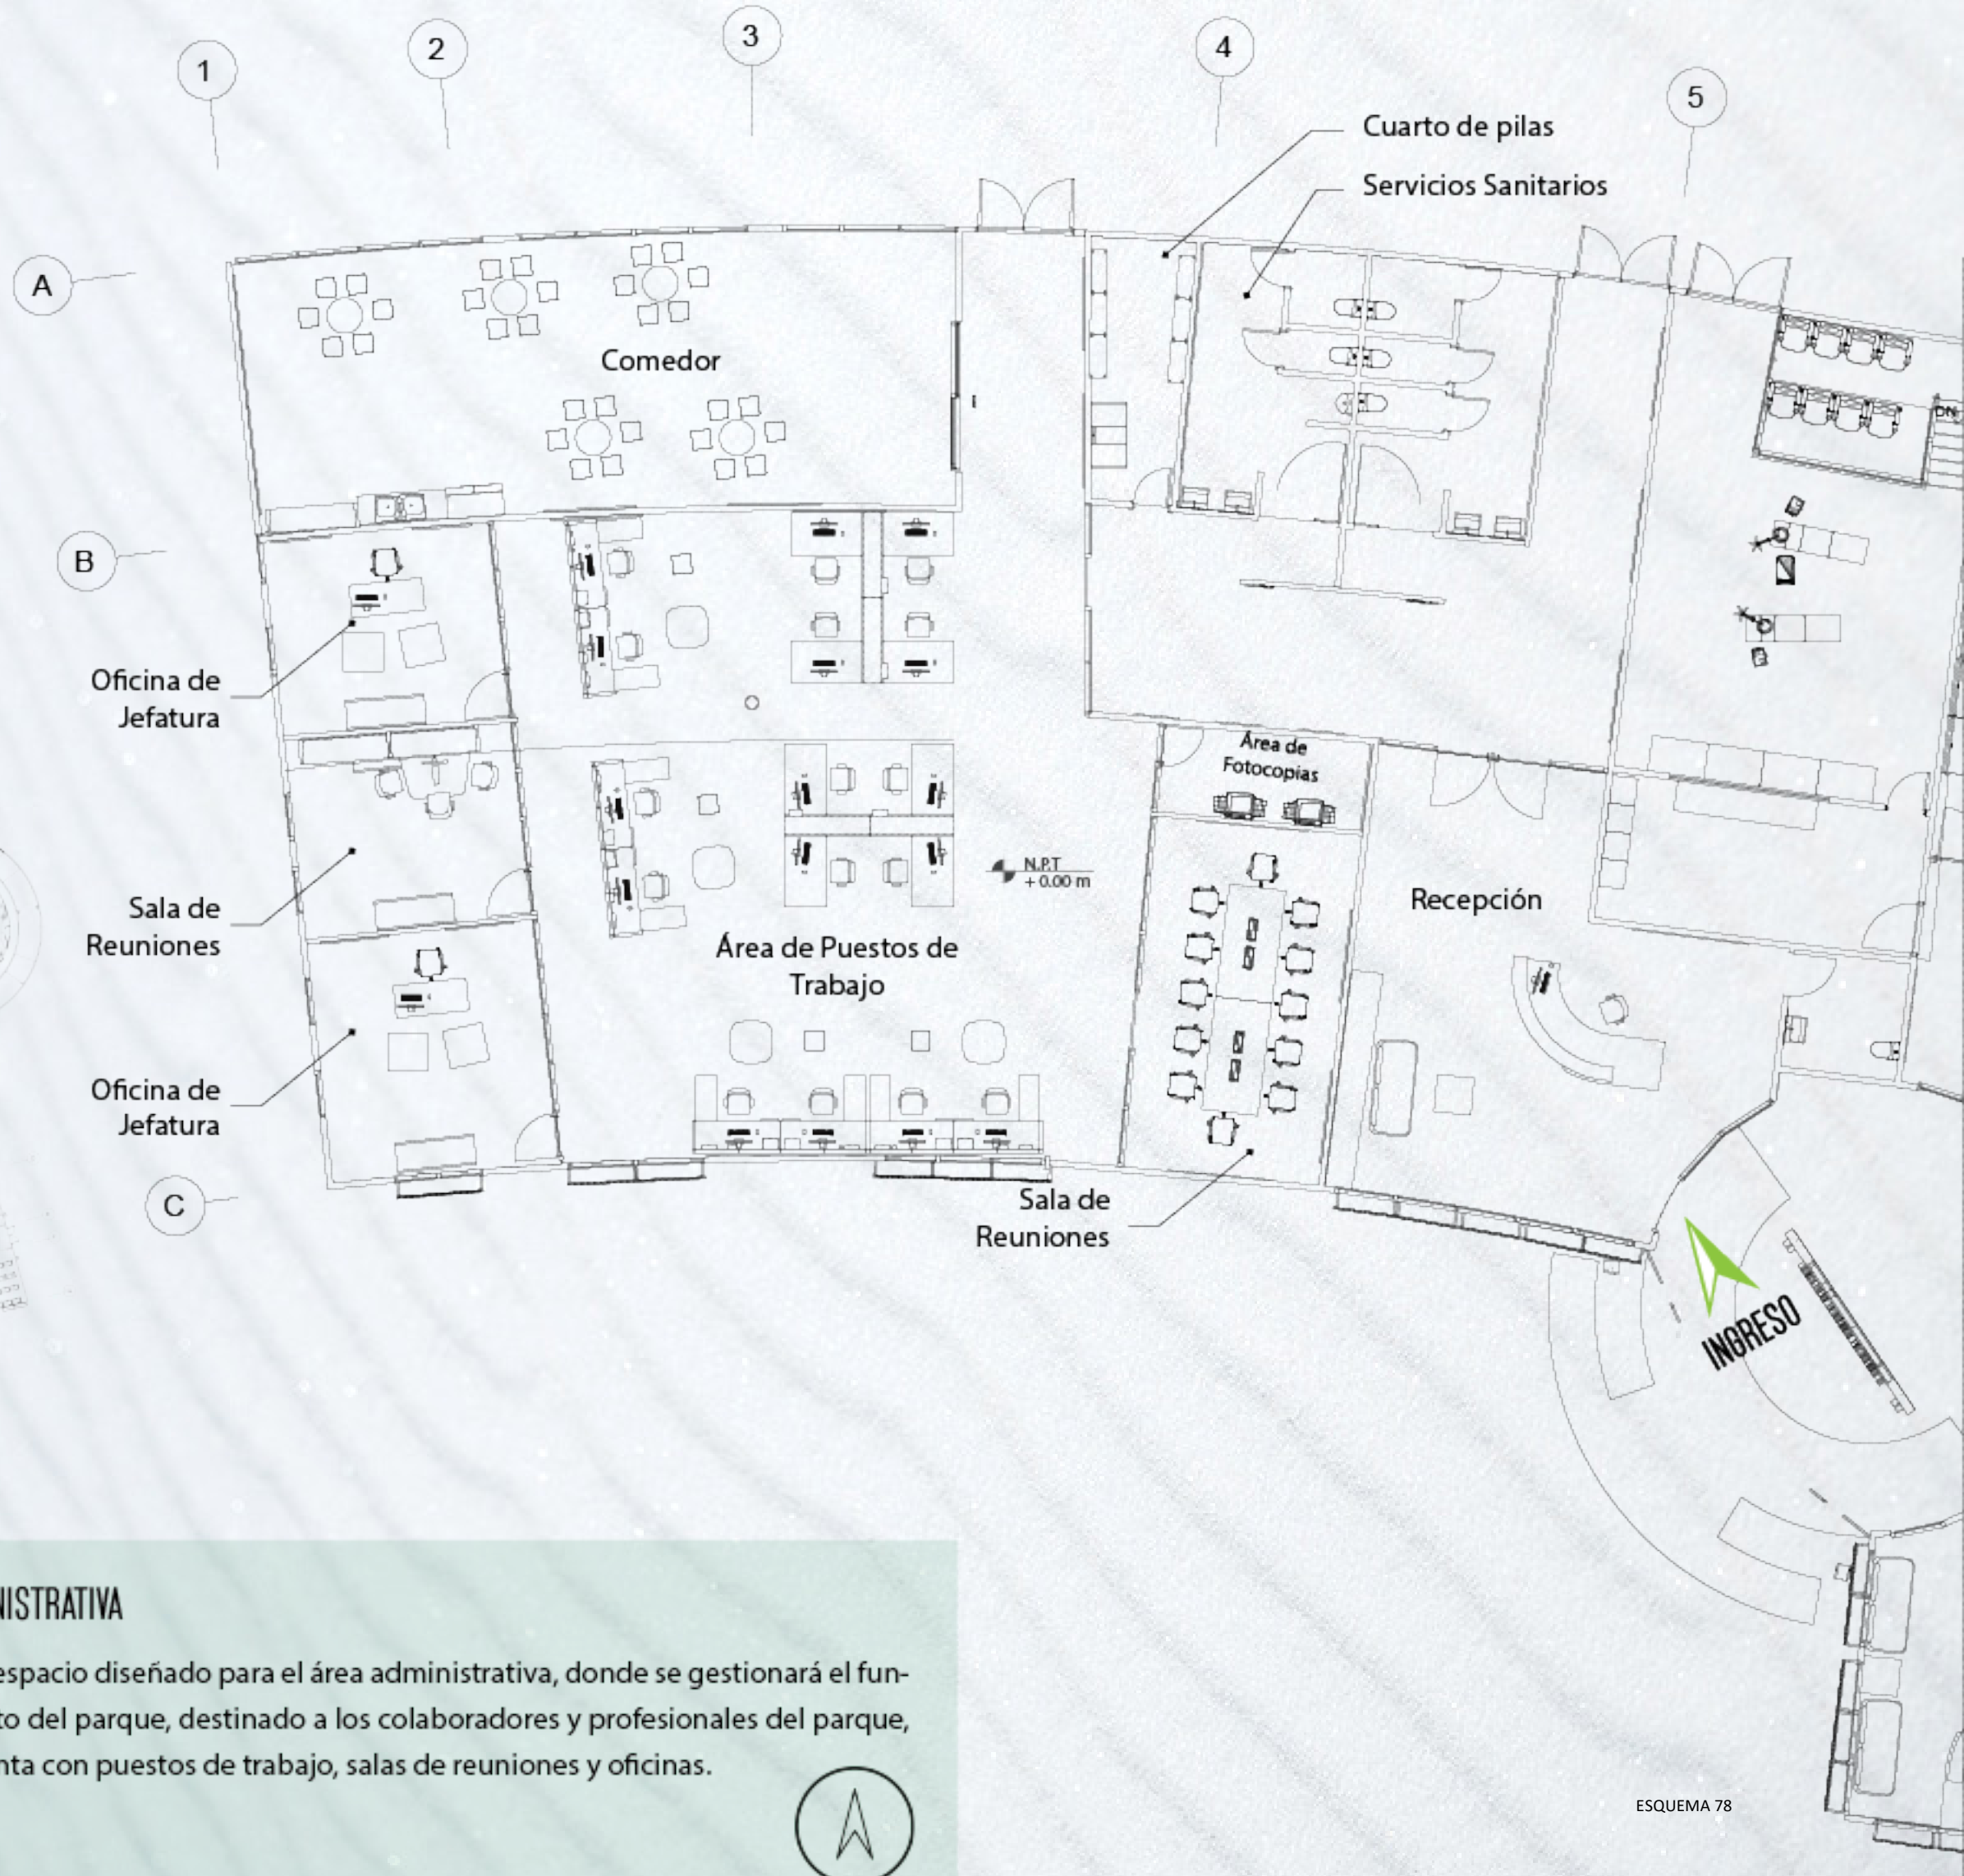 1
2
3
4
5
Cuarto de pilas
Servicios Sanitarios
A
Comedor
DN
B
Oficina de
Jefatura
Área de
Fotocopias
N.P.T
+ 0.00 m
Recepción
Sala de
Reuniones
Área de Puestos de
Trabajo
Oficina de
Jefatura
C
Sala de
Reuniones
INGRESO
NISTRATIVA
espacio diseñado para el área administrativa, donde se gestionará el fun-
to del parque, destinado a los colaboradores y profesionales del parque,
nta con puestos de trabajo, salas de reuniones y oficinas.
ESQUEMA 78